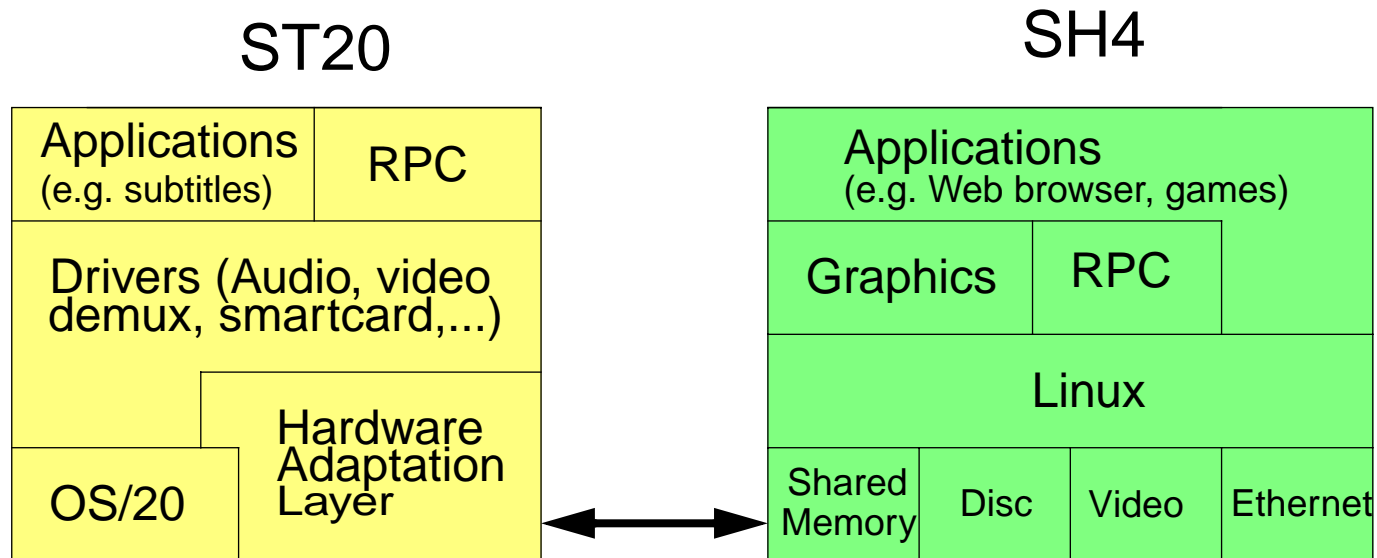 ST20
SH4
Applications
(e.g. subtitles)
RPC
Drivers (Audio, video
demux, smartcard,...)
Hardware
Adaptation
Layer
OS/20
Applications
(e.g. Web browser, games)
Graphics
RPC
Linux
Shared
Memory
Disc
Video
Ethernet